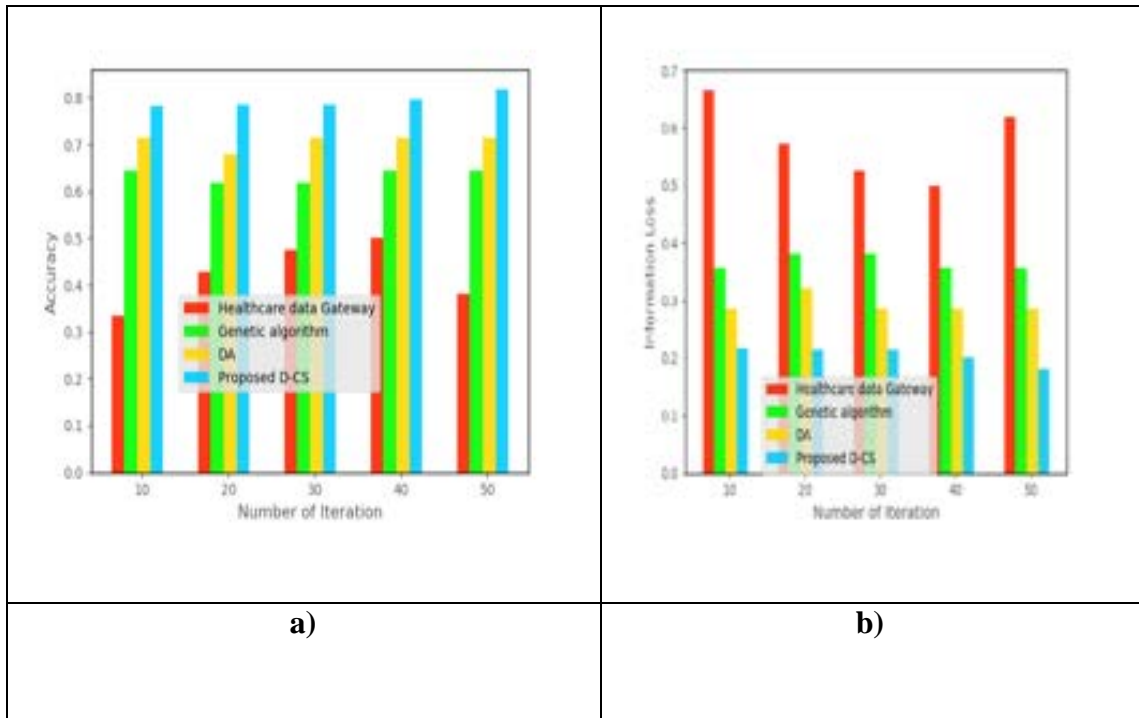 0.8
0.7
0.6
0.5
0.4
0.3
0.2
0.1
0.0
Accuracy
Healthcare data Gateway
Genetic algorithm
DA
Proposed D-CS
10 20 30 40 50
Number of Iteration
a)
0.7
0.6
0.5
0.4
0.3
0.2
0.1
0.0
Information Loss
Healthcare data Gateway
Genetic algorithm
DA
Proposed D-CS
10 20 30 40 50
Number of Iteration
b)